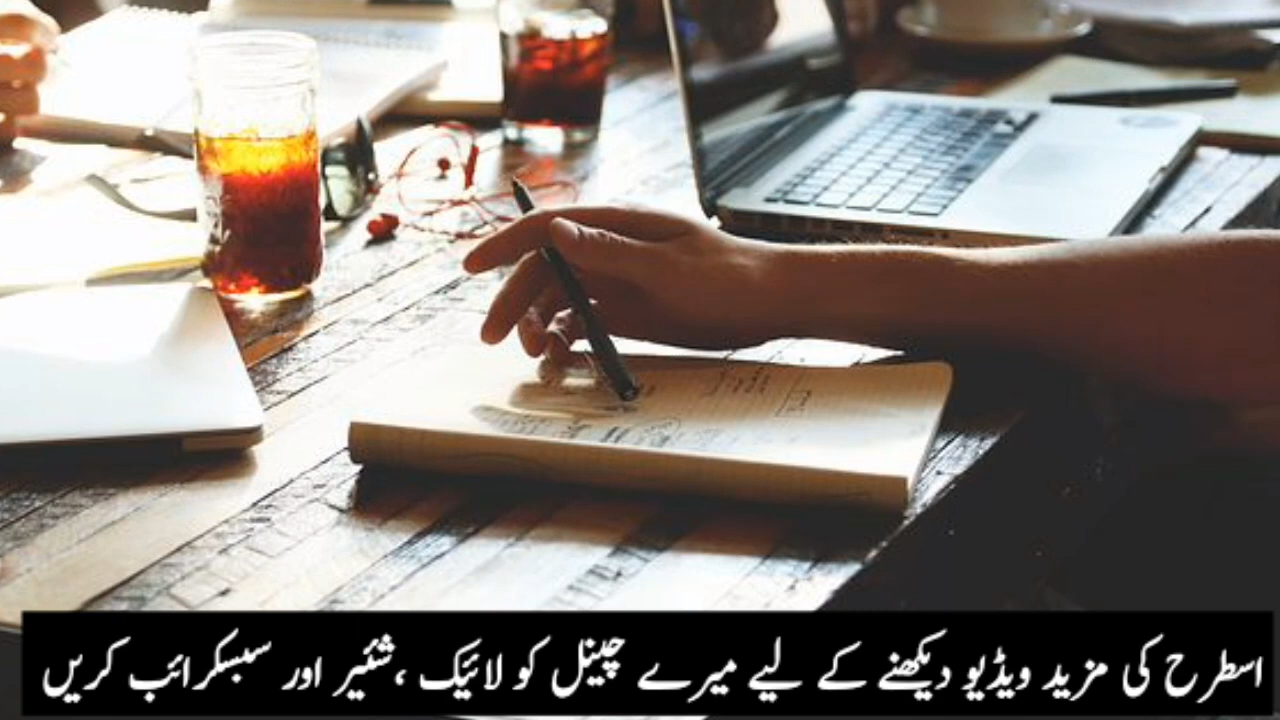 اسطرح کی مزید ویڈیو دیکھنے کے لیے میرے چینل کو لائیک ،شئیر اور سبسکرائب کریں